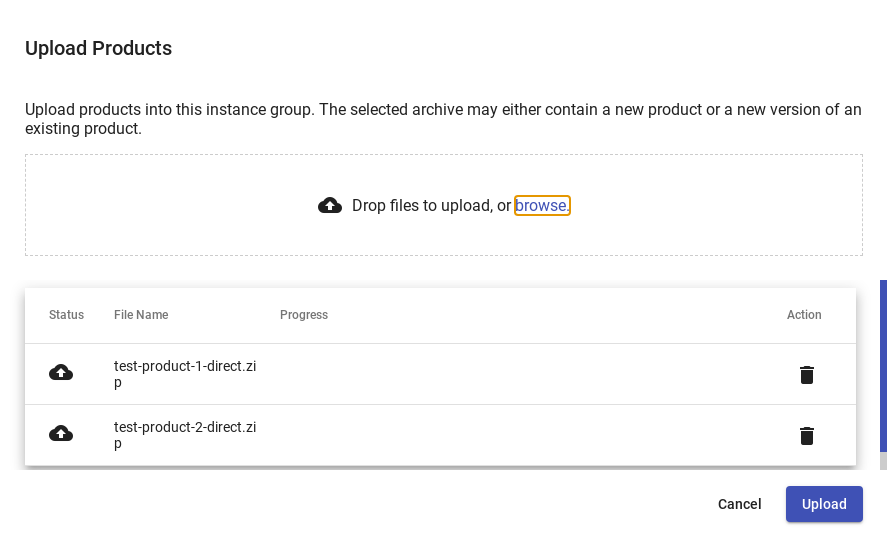 Upload Products
Upload products into this instance group. The selected archive may either contain a new product or a new version of an
existing product.
Drop files to upload, or browse.
Status File Name Progress Action
test-product-1-direct.zi
p
test-product-2-direct.zi
p
Cancel Upload